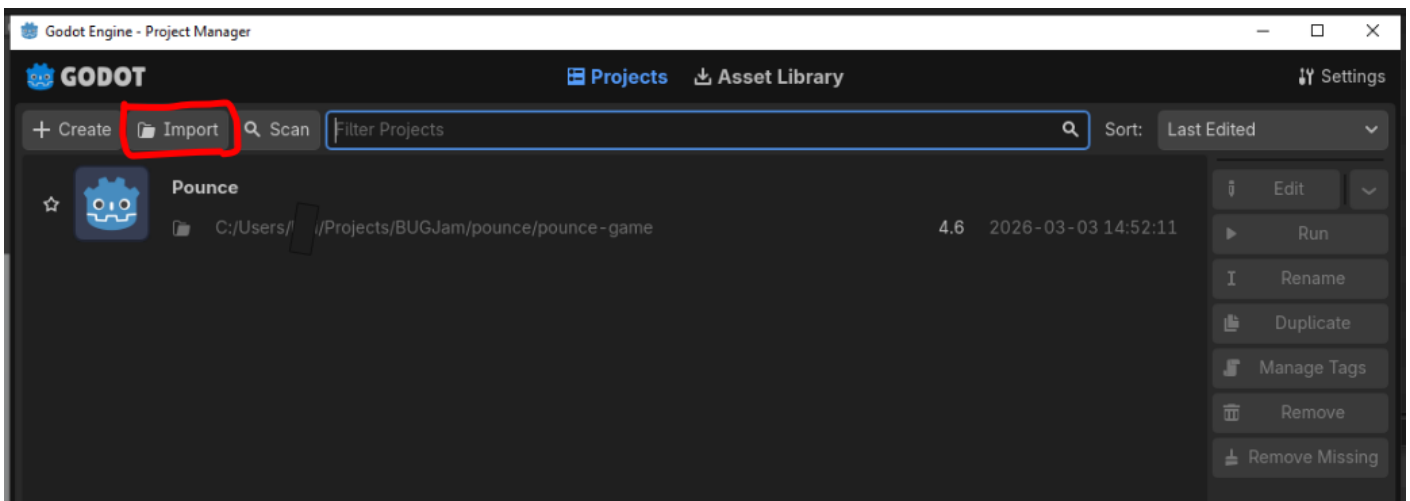 Godot Engine - Project Manager
GODOT
Projects
Asset Library
Settings
Create
Import
Scan
Filter Projects
Sort:
Last Edited
Pounce
C:/Users/ /Projects/BUGJam/pounce/pounce-game
4.6
2026-03-03 14:52:11
Edit
Run
Rename
Duplicate
Manage Tags
Remove
Remove Missing